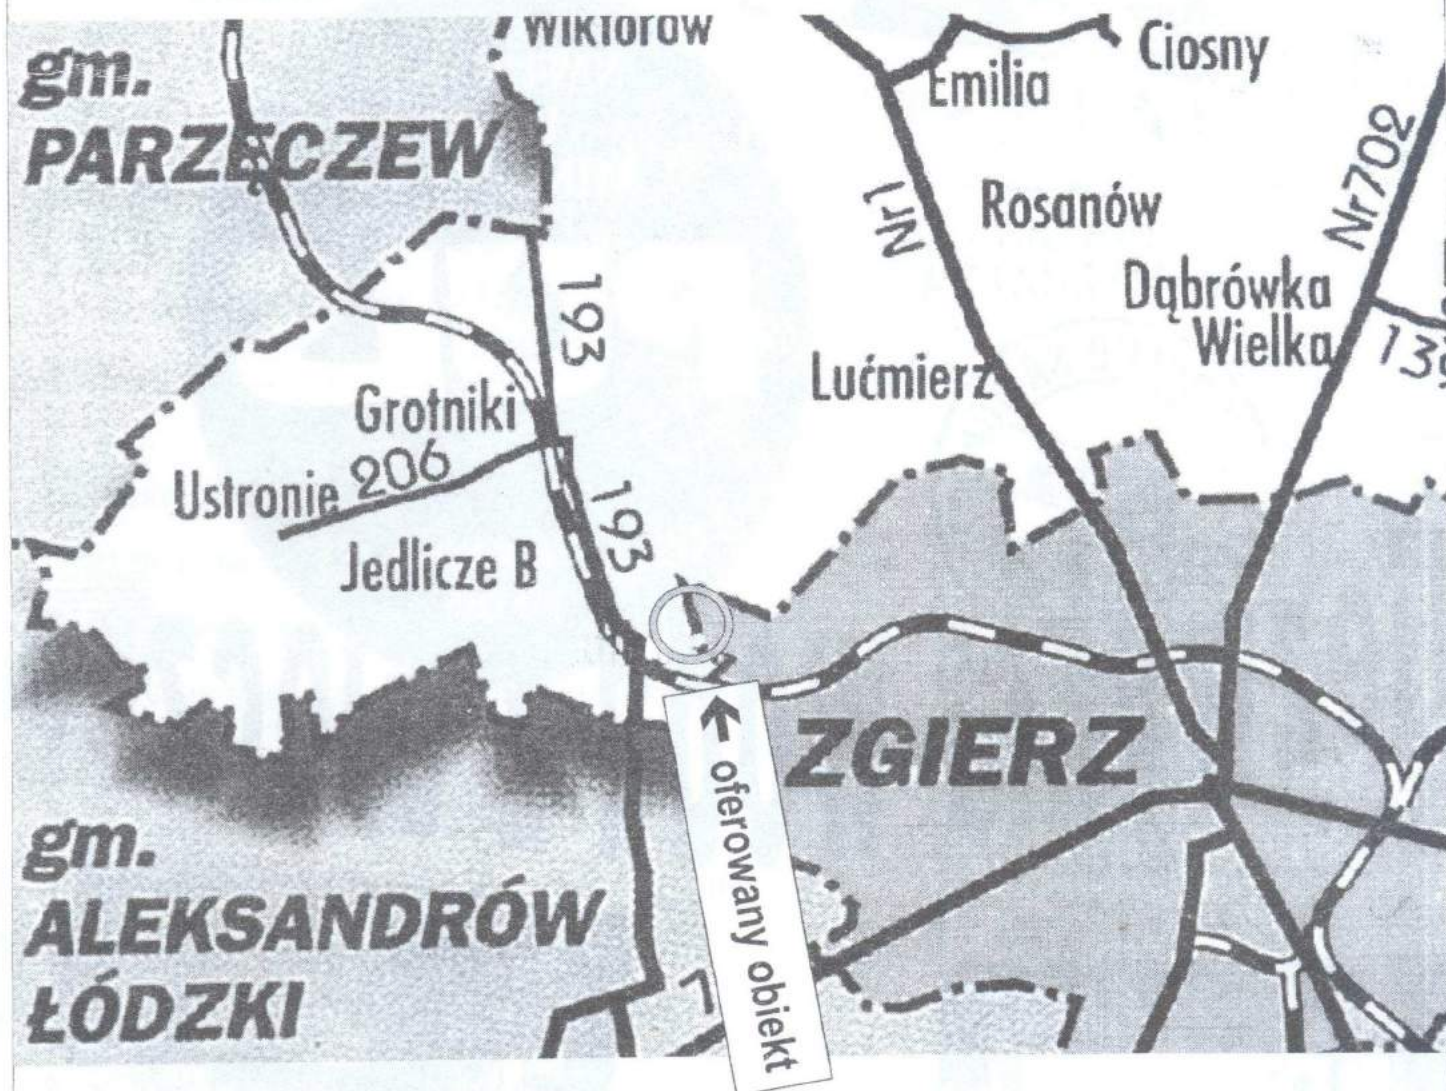 Wiktorów
Ciosny
gm.
PARZĘCZEW
Emilia
Nr1
Rosanów
Nr702
193
Dąbrówka
Wielka
Lućmierz
Grotniki
Ustronie
206
193
Jedlicze B
ZGIERZ
oferowany obiekt
gm.
ALEKSANDRÓW
ŁÓDZKI